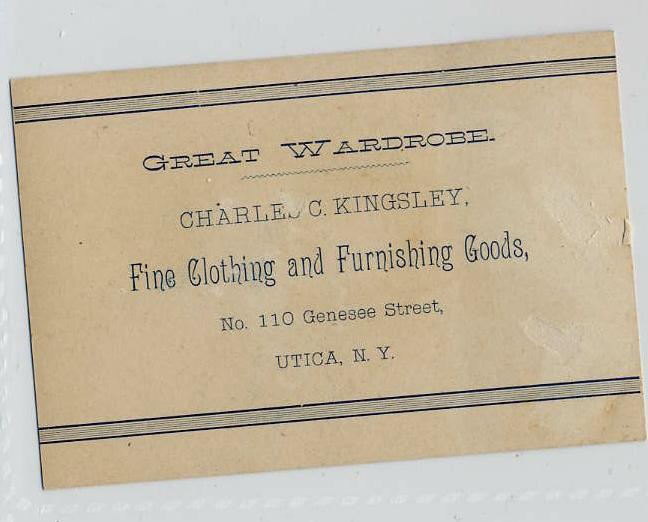 GREAT WARDROBE.
CHARLES C. KINGSLEY,
Fine Clothing and Furnishing Goods,
No. 110 Genesee Street,
UTICA, N. Y.